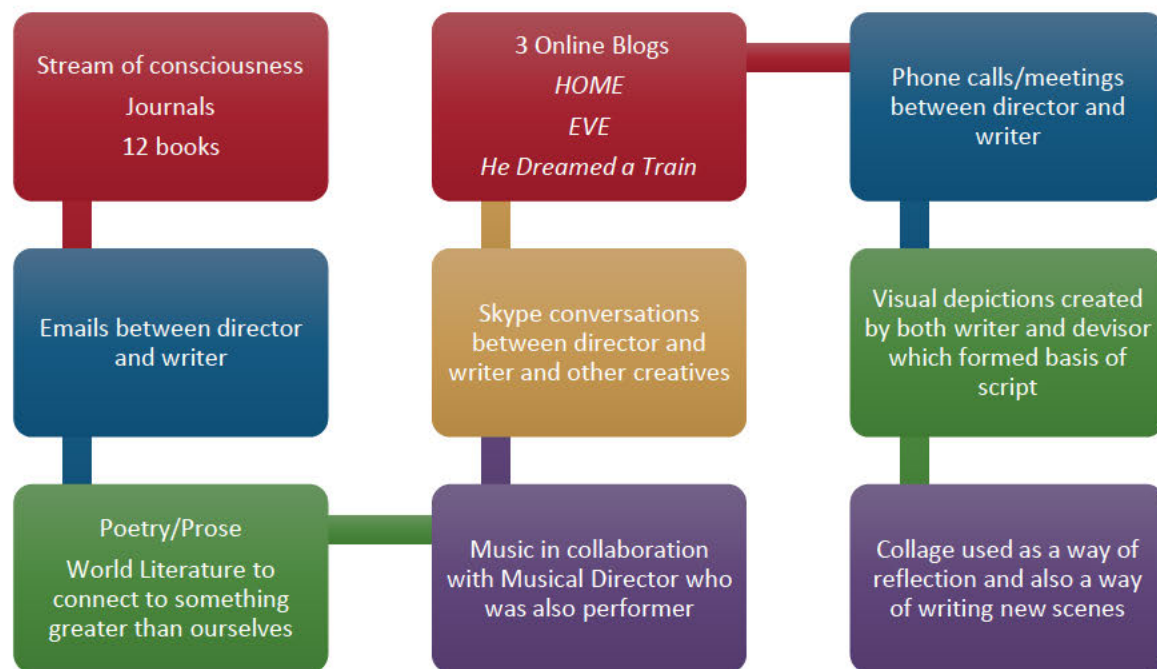 Stream of consciousness
Journals
12 books
Emails between director
and writer
Poetry/Prose
World Literature to
connect to something
greater than ourselves
Music in collaboration
with Musical Director who
was also performer
Skype conversations
between director and
writer and other creatives
3 Online Blogs
HOME
EVE
He Dreamed a Train
Phone calls/meetings
between director and
writer
Visual depictions created
by both writer and devisor
which formed basis of
script
Collage used as a way of
reflection and also a way
of writing new scenes